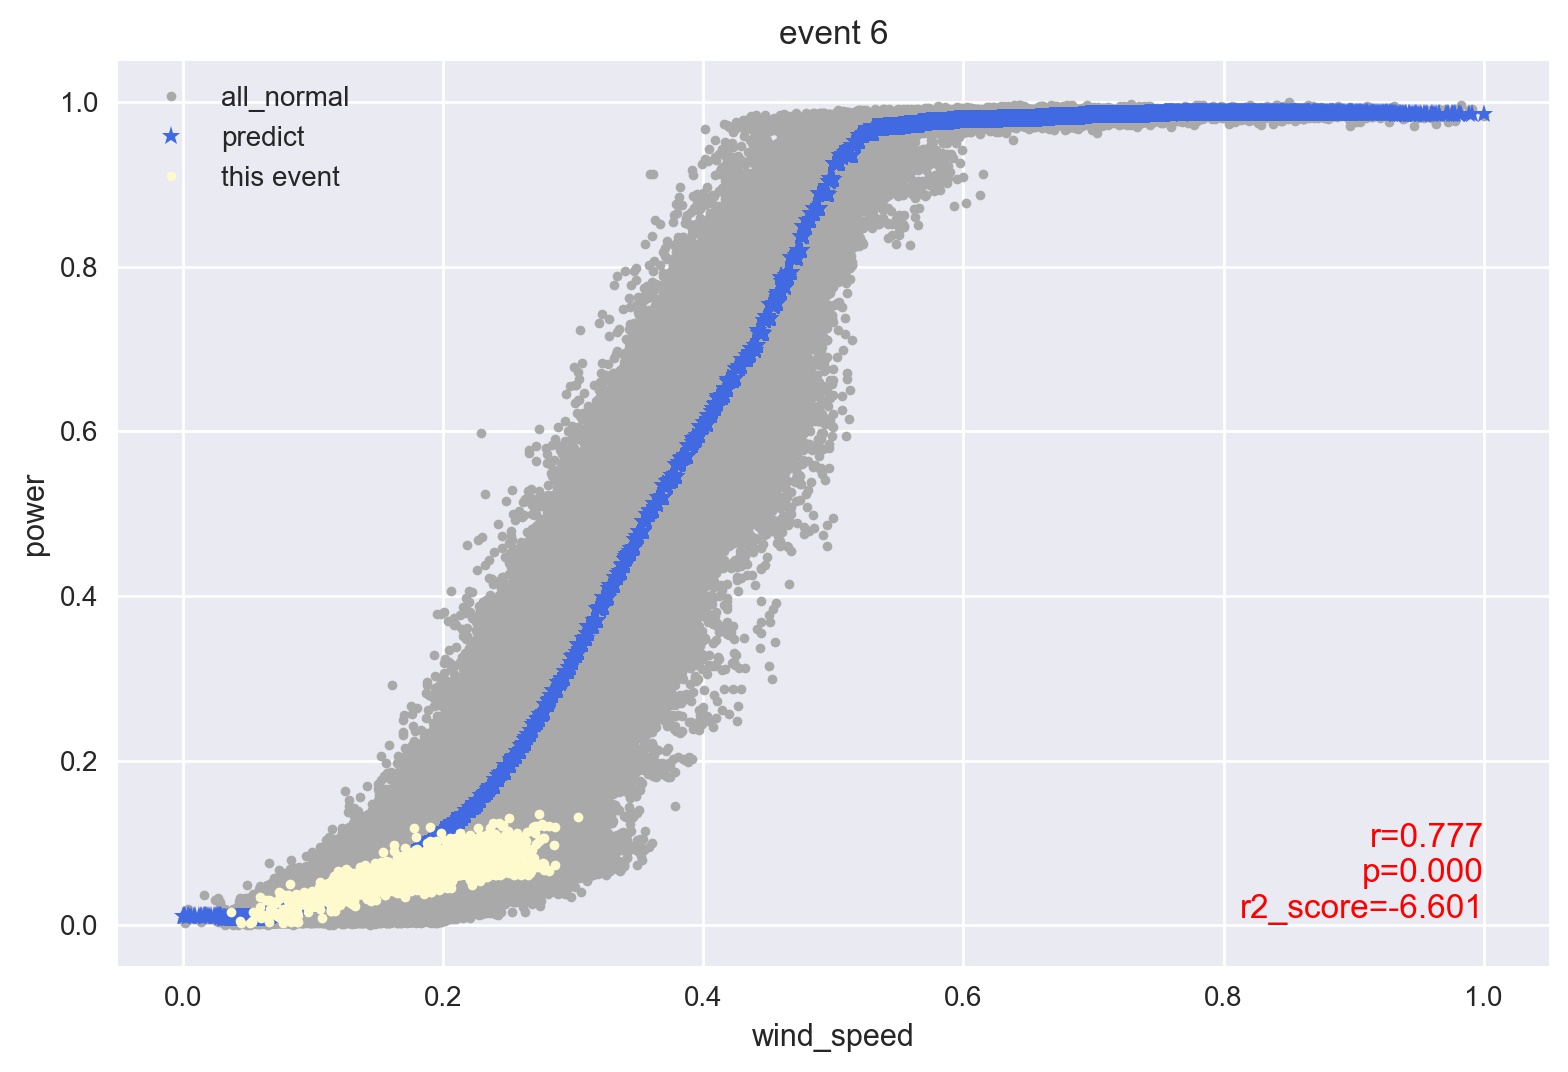 event 6
all_normal
predict
this event
1.0
0.8
0.6
0.4
0.2
0.0
power
r=0.777
p=0.000
r2_score=-6.601
0.0 0.2 0.4 0.6 0.8 1.0
wind_speed